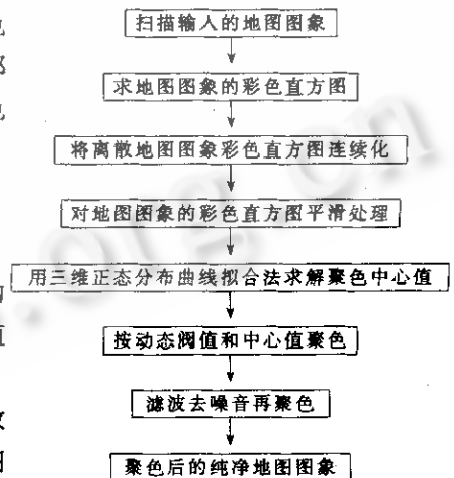 扫描输人的地图图象
求地图图象的彩色直方图
将离散地图图象彩色直方图连续化
对地图图象的彩色直方图平滑处理
用三维正态分布曲线拟合法求解聚色中心值
按动态阀值和中心值聚色
滤波去噪音再聚色
聚色后的纯净地图图象
.org.cn